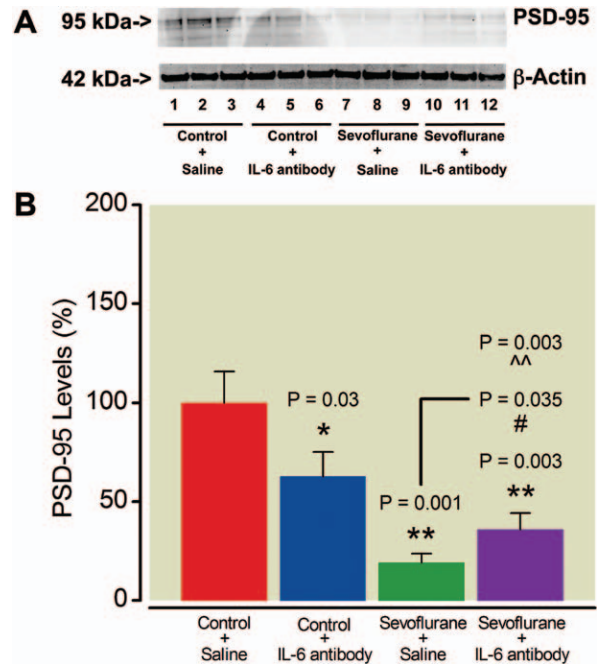 A
95 kDa->
PSD-95
42 kDa->
β-Actin
1 2 3 4 5 6 7 8 9 10 11 12
Control Control Sevoflurane Sevoflurane
+ + + +
Saline IL-6 antibody Saline IL-6 antibody
B
200
150
100
50
0
PSD-95 Levels (%)
P = 0.003
^^
P = 0.03
P = 0.035
*
#
P = 0.003
P = 0.001
**
**
Control Control Sevoflurane Sevoflurane
+ + + +
Saline IL-6 antibody Saline IL-6 antibody